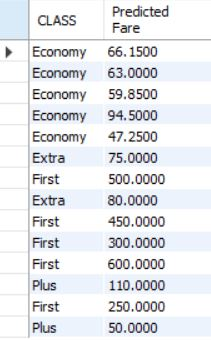 CLASS Predicted Fare
Economy 66.1500
Economy 63.0000
Economy 59.8500
Economy 94.5000
Economy 47.2500
Extra 75.0000
First 500.0000
Extra 80.0000
First 450.0000
First 300.0000
First 600.0000
Plus 110.0000
First 250.0000
Plus 50.0000